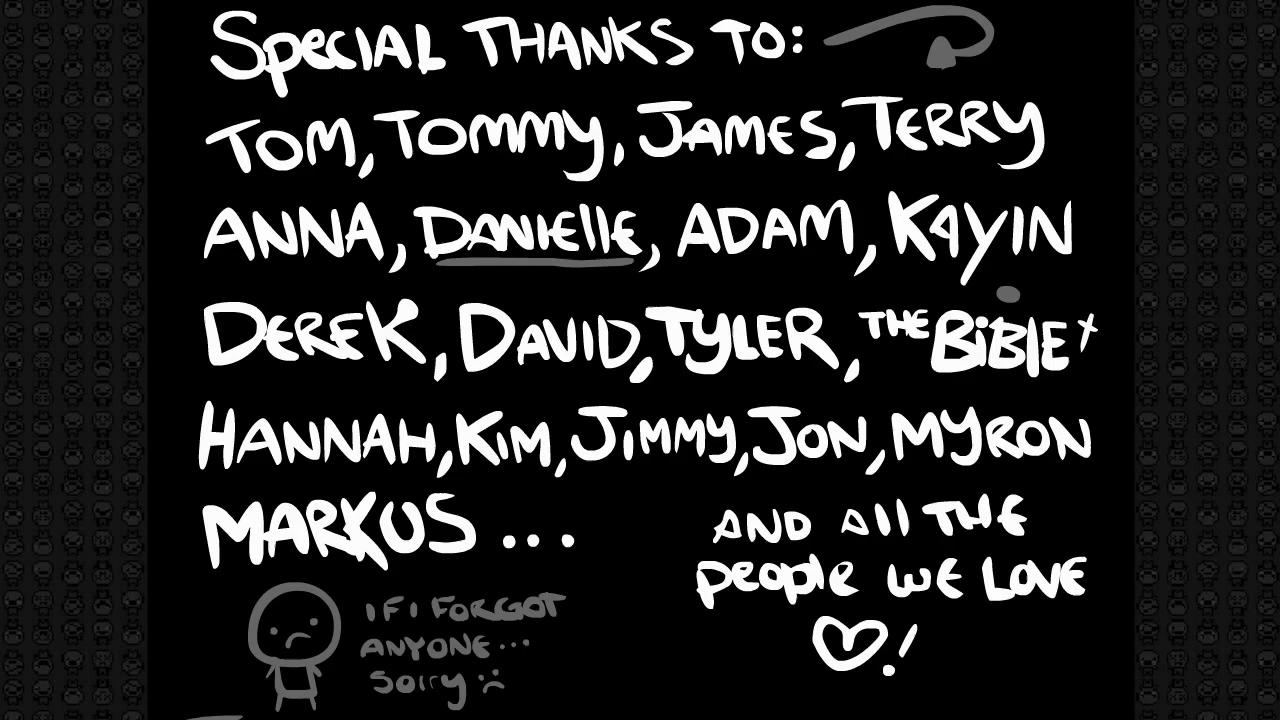 SPecIAL THANKS TO:
TOM, TOMMy, JAMES, TERRY
ANNA, DANIElle, ADAM, KAyIN
DEREK, DAVID, TYLER, THE BiBLE
HANNAH, KiM, JiMMy, JON, MYRON
MARKUS ...
AND All THE
people WE LOVE
♡!
IF I FORGOT
ANYONE...
Sorry :(